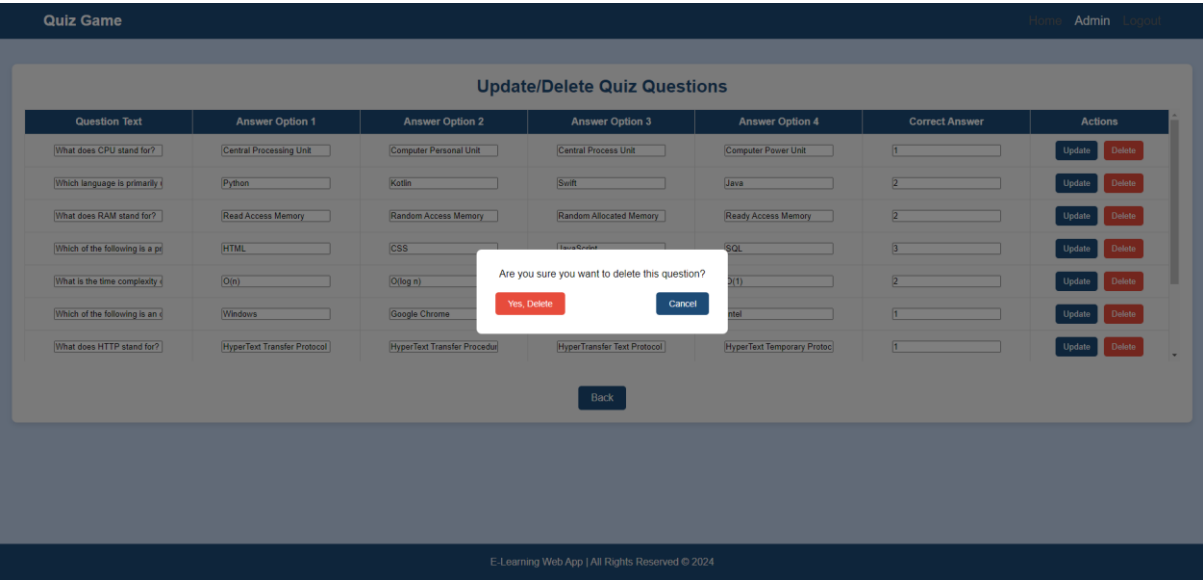 Quiz Game Home Admin Logout
Update/Delete Quiz Questions
Question Text Answer Option 1 Answer Option 2 Answer Option 3 Answer Option 4 Correct Answer Actions
What does CPU stand for? Central Processing Unit Computer Personal Unit Central Process Unit Computer Power Unit 1 Update Delete
Which language is primarily Python Kotlin Swift Java 2 Update Delete
What does RAM stand for? Read Access Memory Random Access Memory Random Allocated Memory Ready Access Memory 2 Update Delete
Which of the following is a HTML CSS JavaScript SQL 3 Update Delete
Are you sure you want to delete this question?
What is the time complexity O(n) O(log n) O(1) 2 Update Delete
Yes, Delete Cancel
Which of the following is an Windows Google Chrome 1 Update Delete
What does HTTP stand for? HyperText Transfer Protocol HyperText Transfer Procedur HyperTransfer Text Protocol HyperText Temporary Protoc 1 Update Delete
Back
E-Learning Web App | All Rights Reserved © 2024